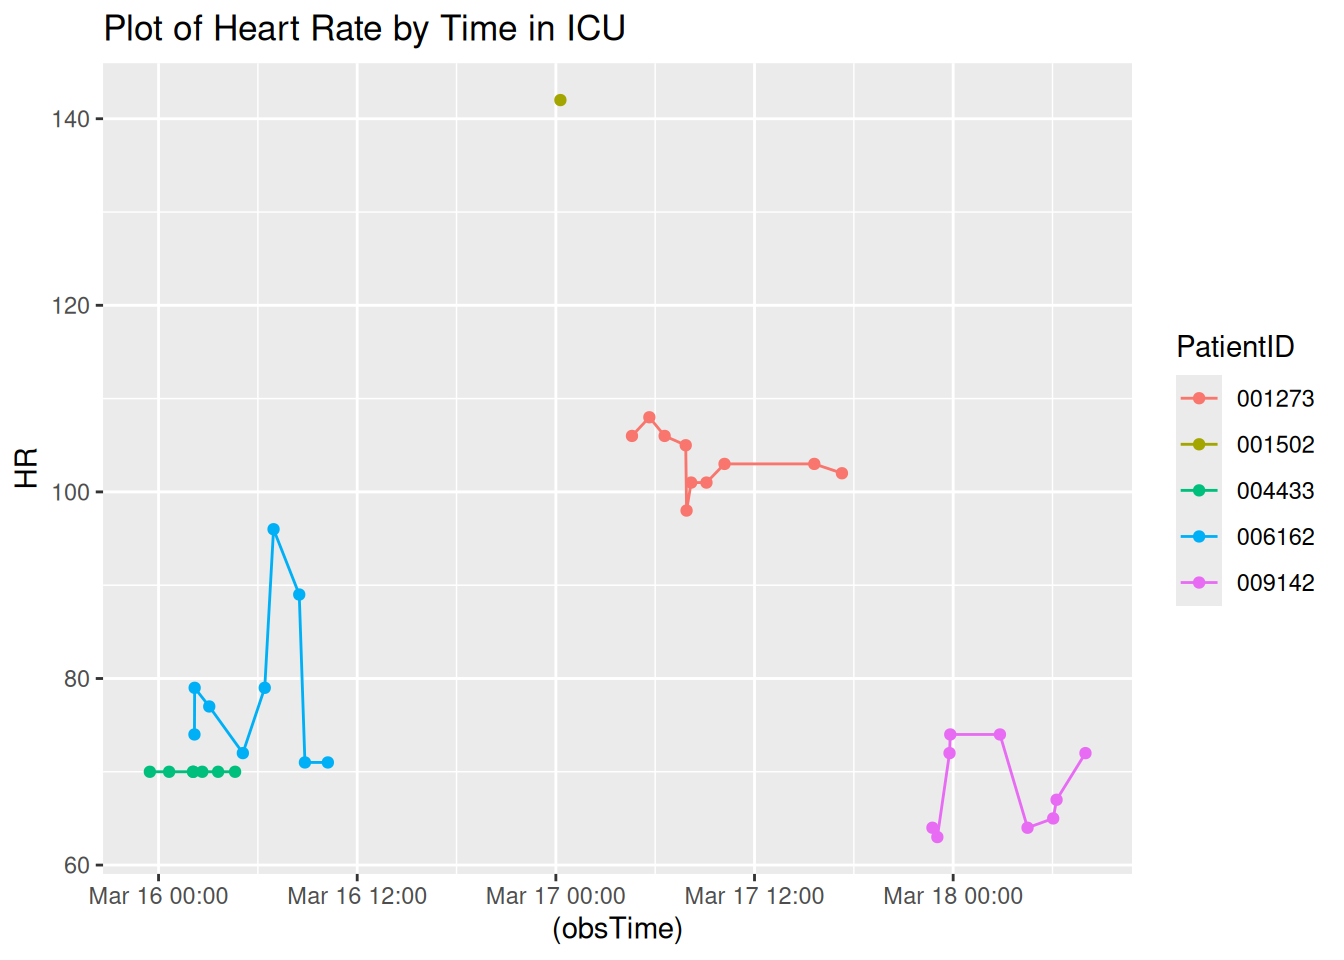 Plot of Heart Rate by Time in ICU
140
120
100
80
60
HR
Mar 16 00:00
Mar 16 12:00
Mar 17 00:00
Mar 17 12:00
Mar 18 00:00
(obsTime)
PatientID
001273
001502
004433
006162
009142